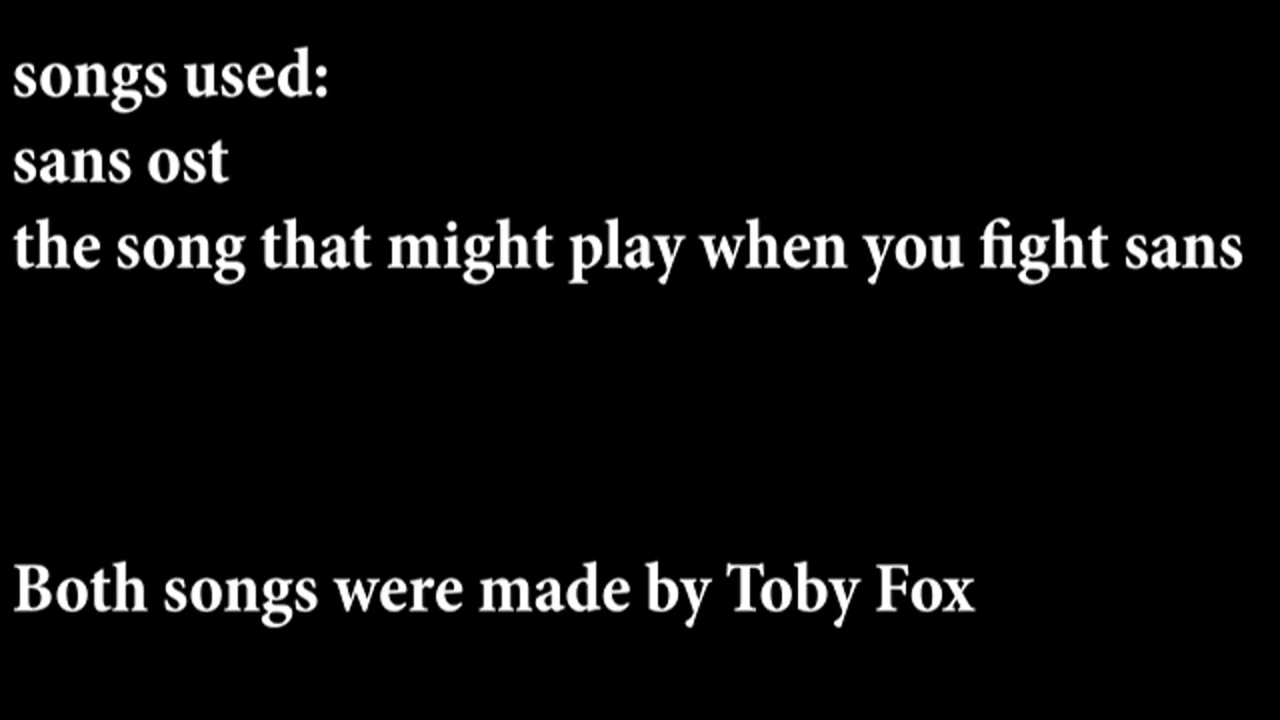 songs used:
sans ost
the song that might play when you fight sans
Both songs were made by Toby Fox